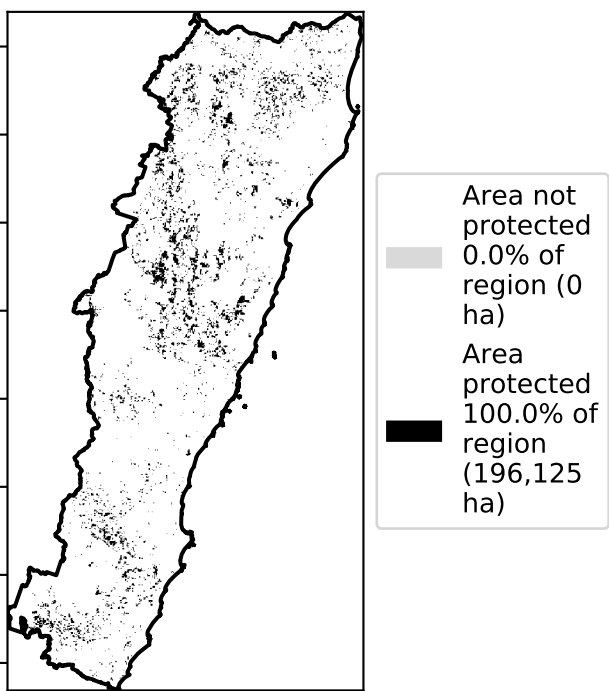 Area not
protected
0.0% of
region (0
ha)
Area
protected
100.0% of
region
(196,125
ha)